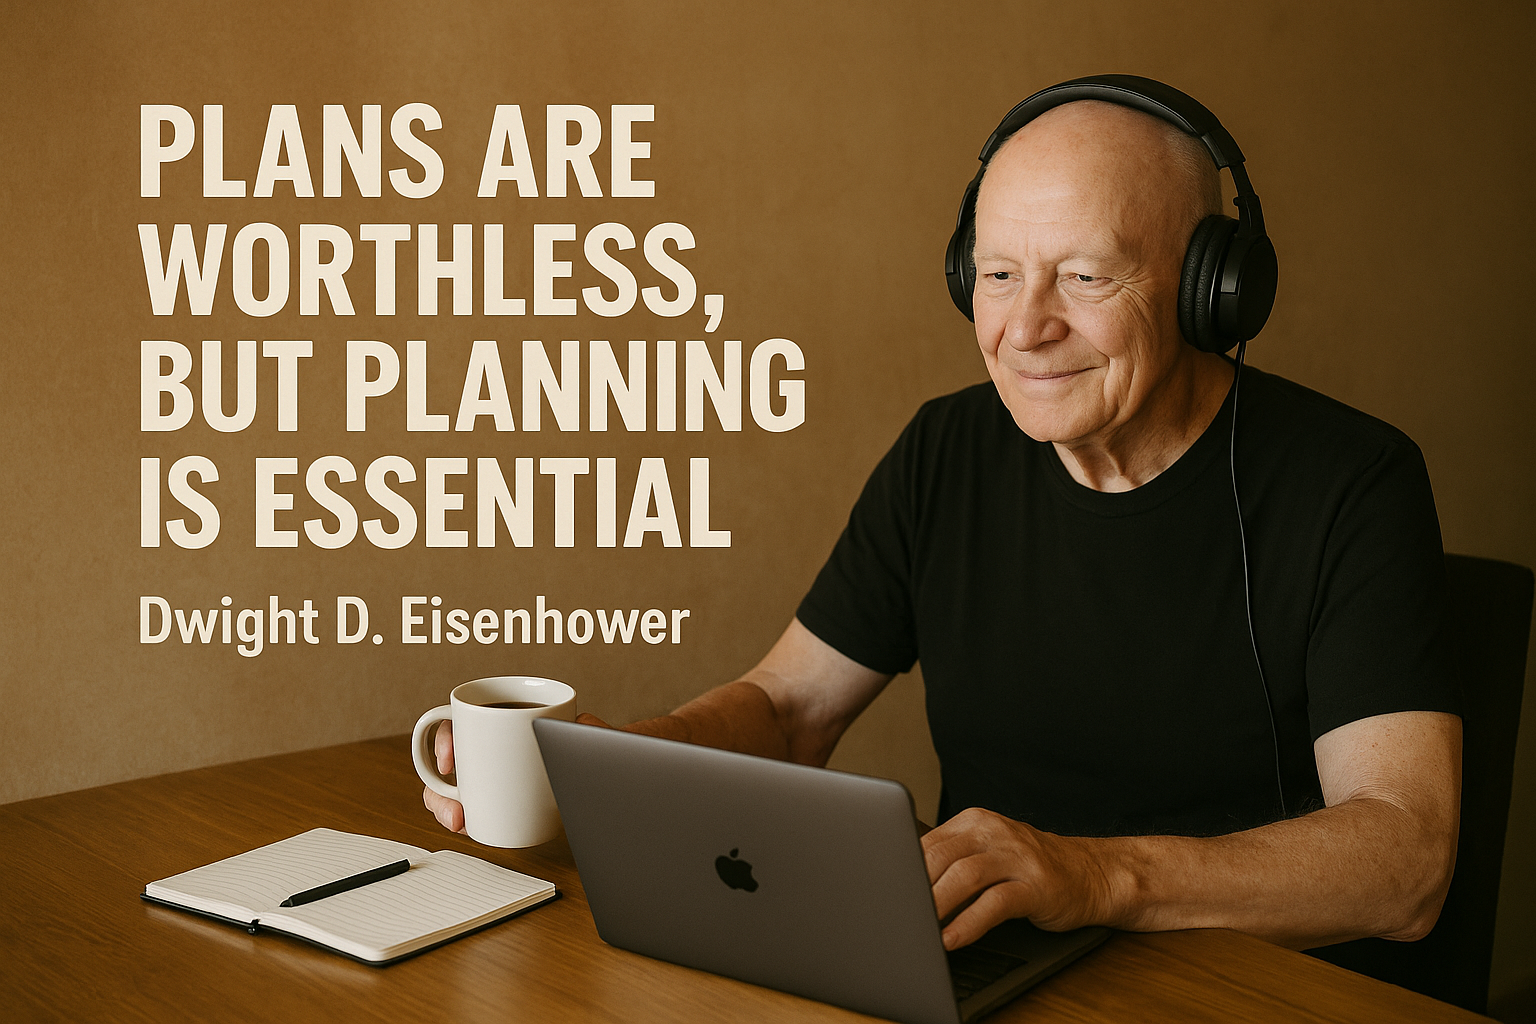 PLANS ARE
WORTHLESS,
BUT PLANNING
IS ESSENTIAL
Dwight D. Eisenhower